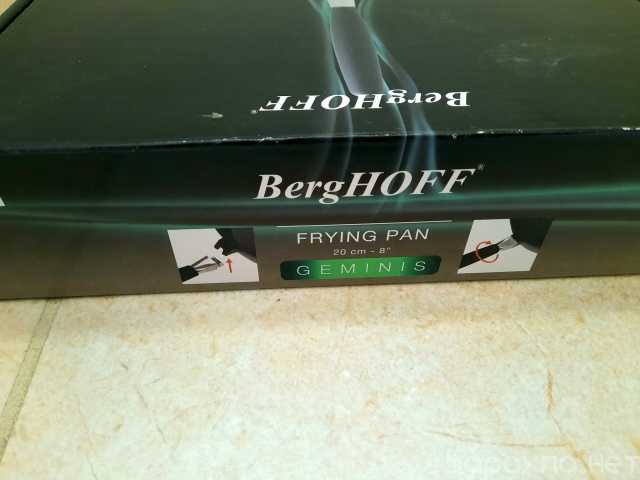 BergHOFF®
BergHOFF®
FRYING PAN
20 cm - 8"
GEMINIS